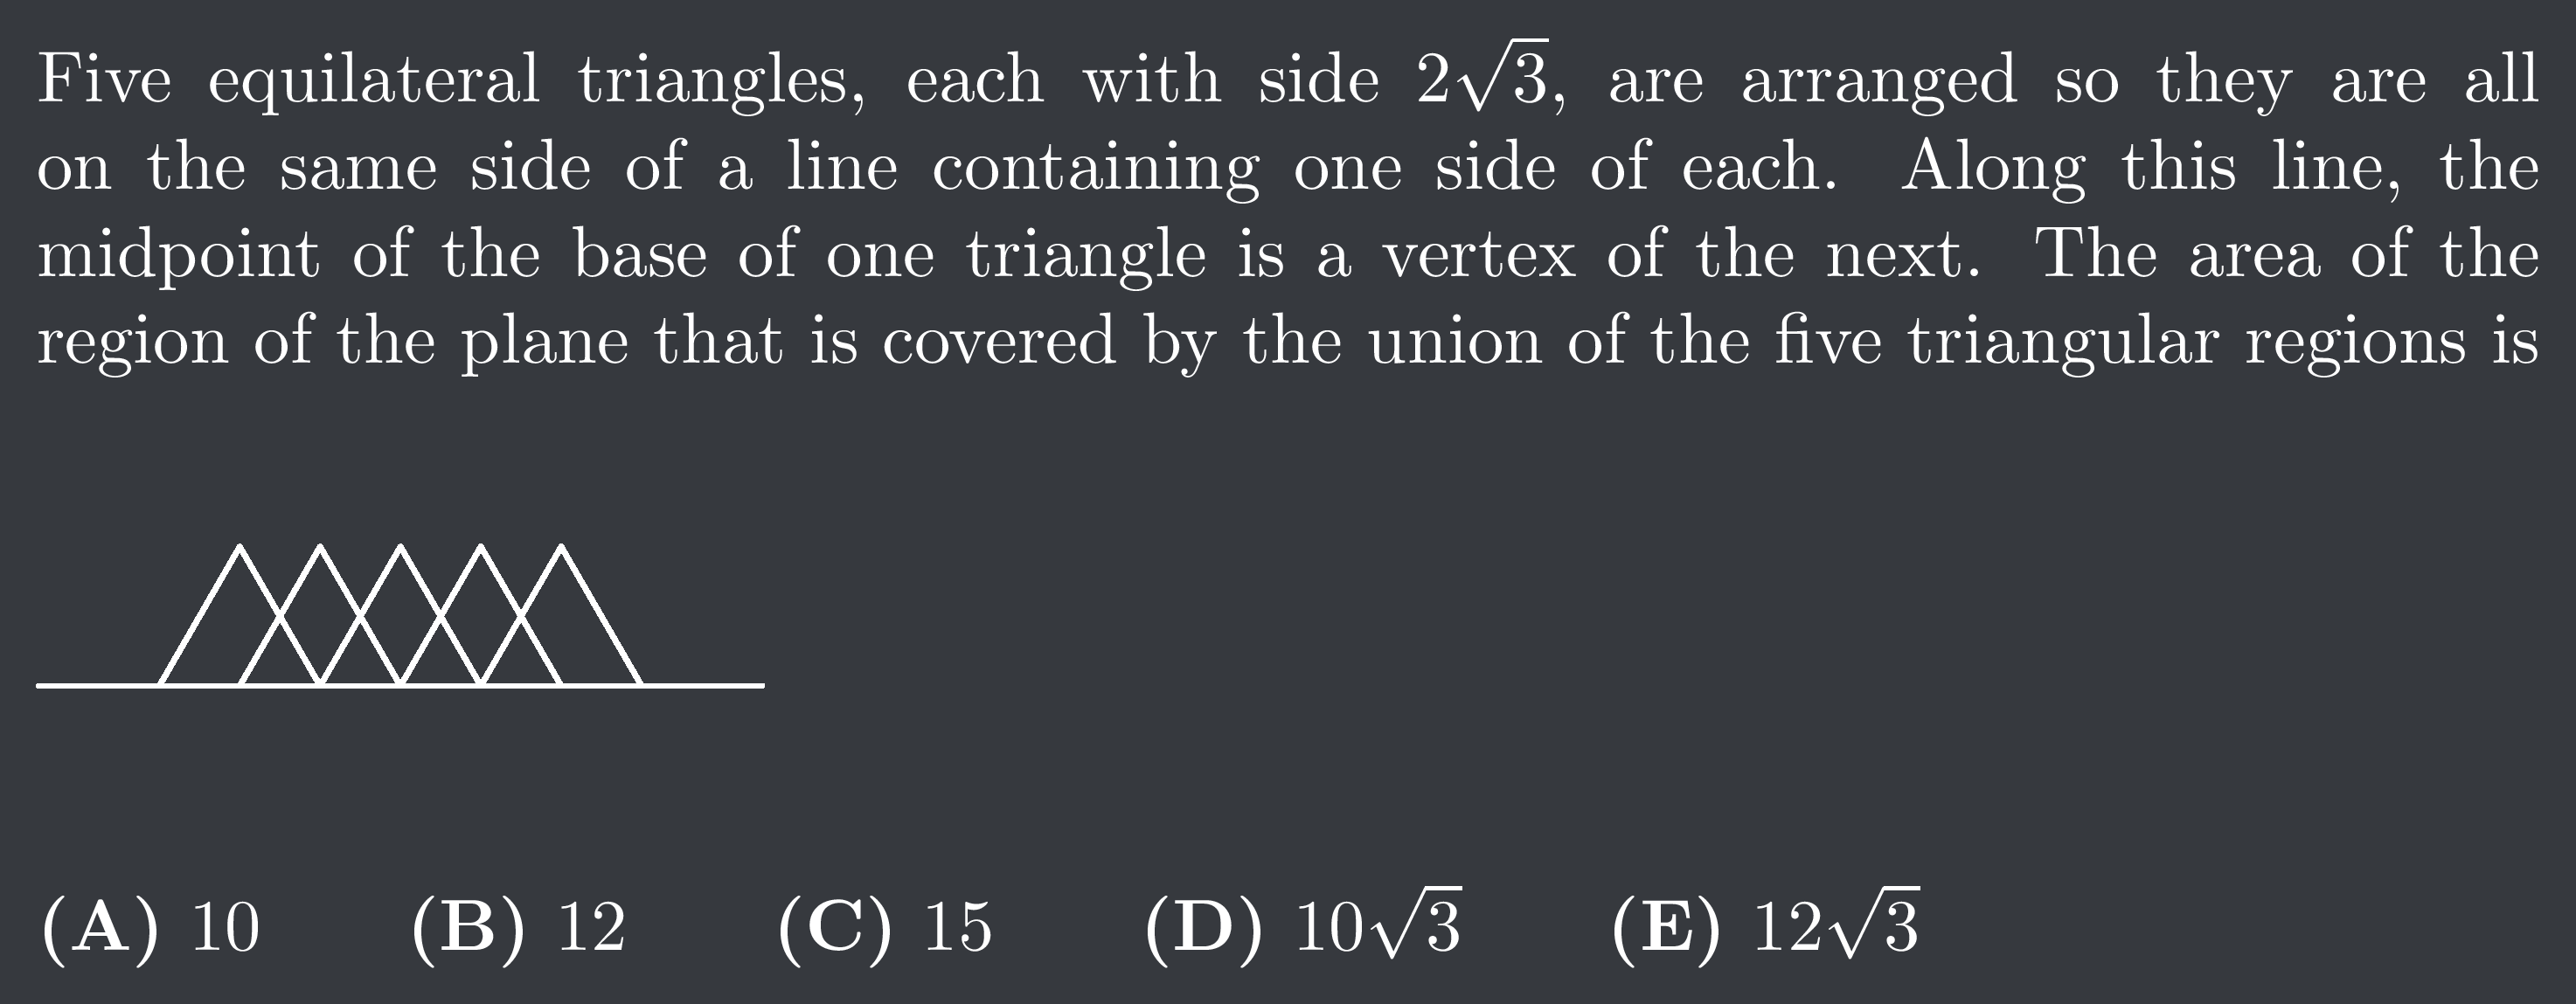 Five equilateral triangles, each with side 2√3, are arranged so they are all
on the same side of a line containing one side of each. Along this line, the
midpoint of the base of one triangle is a vertex of the next. The area of the
region of the plane that is covered by the union of the five triangular regions is
(A) 10 (B) 12 (C) 15 (D) 10√3 (E) 12√3